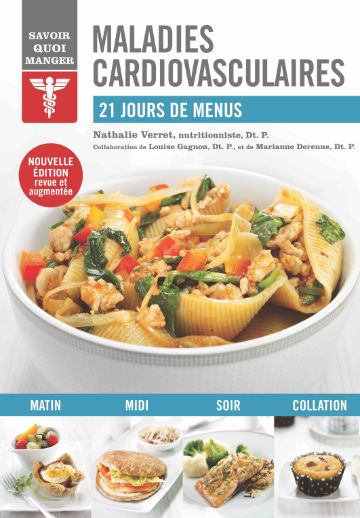 SAVOIR
QUOI
MANGER
MALADIES
CARDIOVASCULAIRES
21 JOURS DE MENUS
Nathalie Verret, nutritionniste, Dt. P.
Collaboration de Louise Gagnon, Dt. P., et de Marianne Derenne, Dt. P.
NOUVELLE
ÉDITION
revue et
augmentée
MATIN MIDI SOIR COLLATION